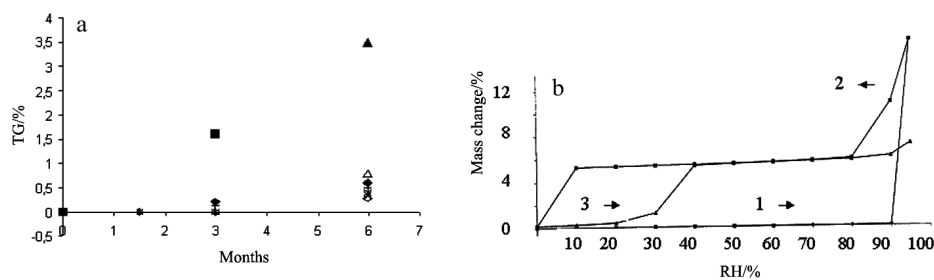 a
4
3,5
3
2,5
2
1,5
1
0,5
0
-0,5
TG/%
0 1 2 3 4 5 6 7
Months
b
12
8
4
0
Mass change/%
2 ←
3 →
1 →
10 20 30 40 50 60 70 80 90 100
RH/%